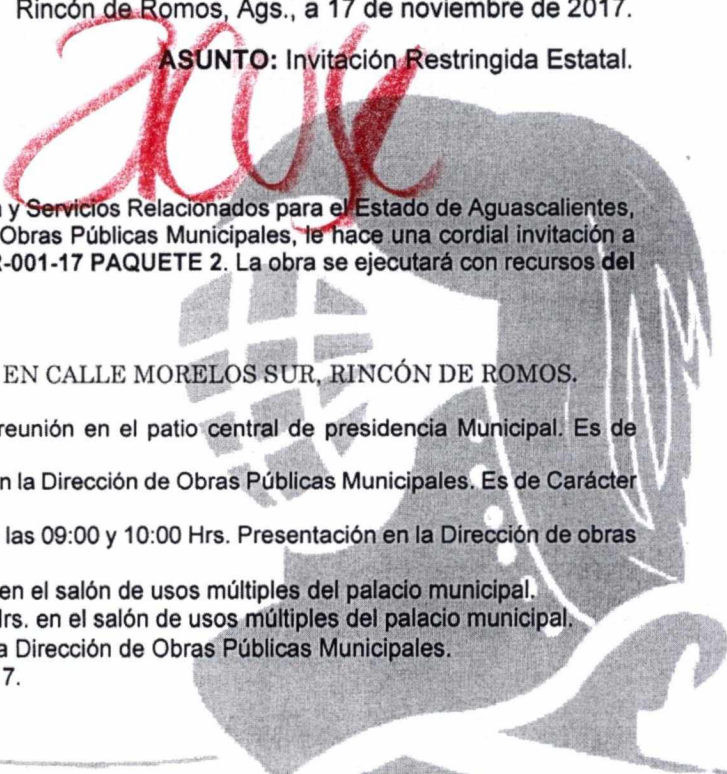 Rincón de Romos, Ags., a 17 de noviembre de 2017.
ASUNTO: Invitación Restringida Estatal.
acuse
y Servicios Relacionados para el Estado de Aguascalientes,
Obras Públicas Municipales, le hace una cordial invitación a
-001-17 PAQUETE 2. La obra se ejecutará con recursos del
EN CALLE MORELOS SUR, RINCÓN DE ROMOS.
reunión en el patio central de presidencia Municipal. Es de
n la Dirección de Obras Públicas Municipales. Es de Carácter
las 09:00 y 10:00 Hrs. Presentación en la Dirección de obras
en el salón de usos múltiples del palacio municipal.
Hrs. en el salón de usos múltiples del palacio municipal.
a Dirección de Obras Públicas Municipales.
7.